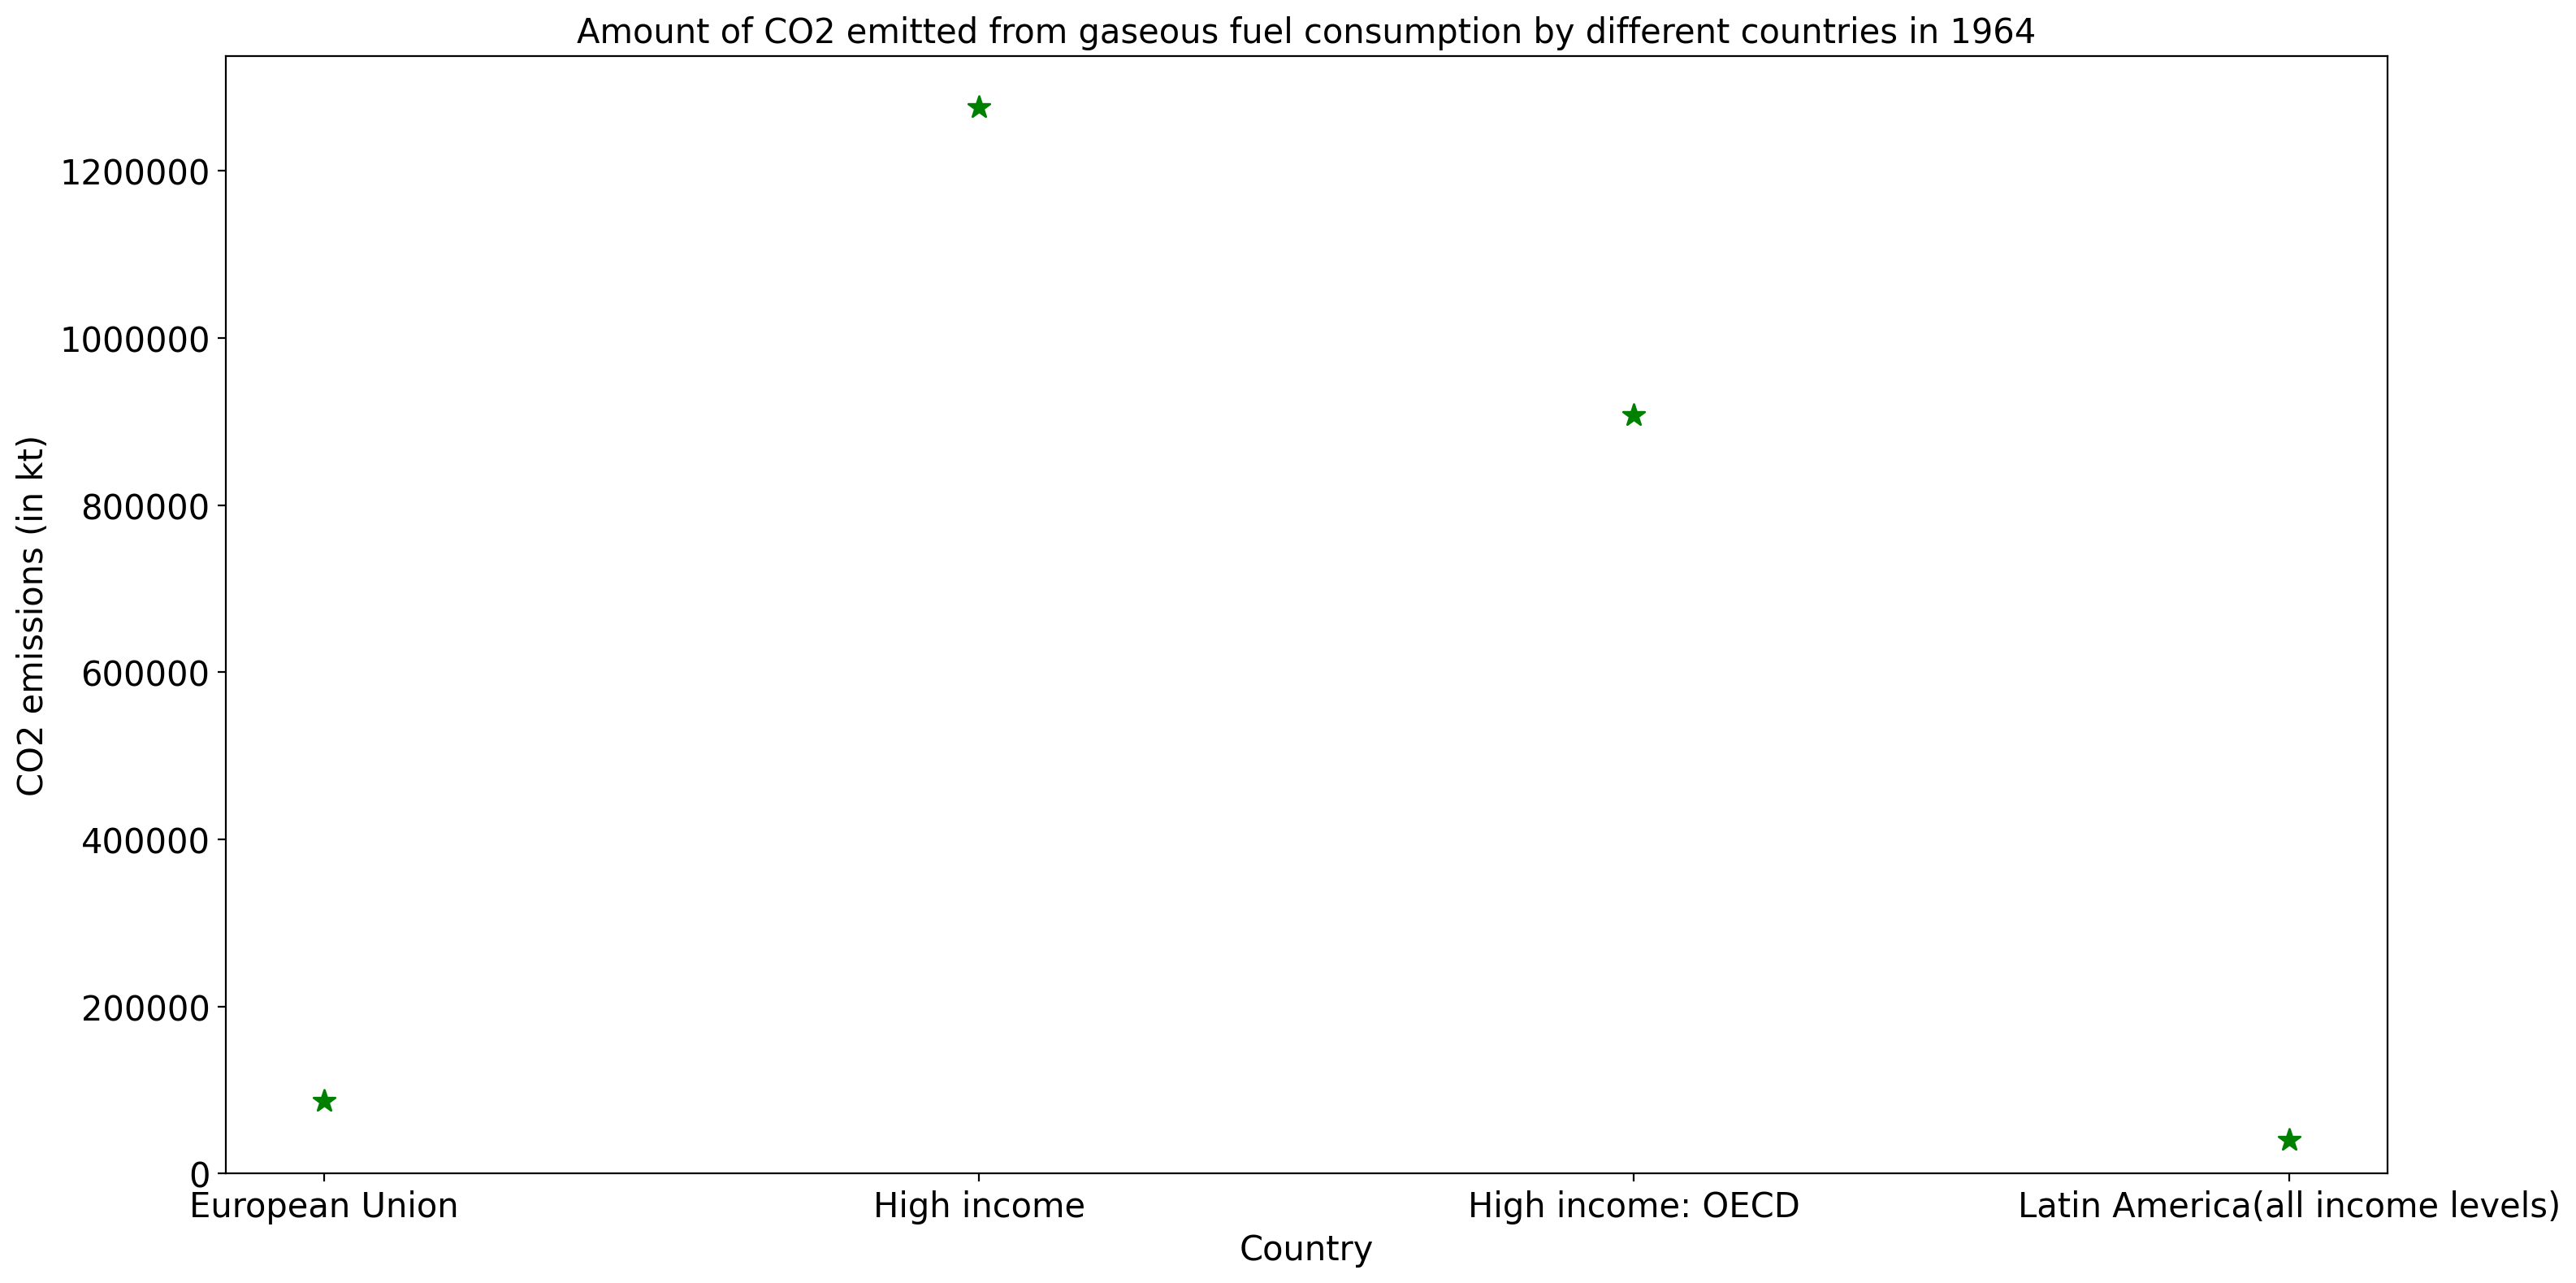 Amount of CO2 emitted from gaseous fuel consumption by different countries in 1964
CO2 emissions (in kt)
1200000
1000000
800000
600000
400000
200000
0
European Union
High income
High income: OECD
Latin America(all income levels)
Country